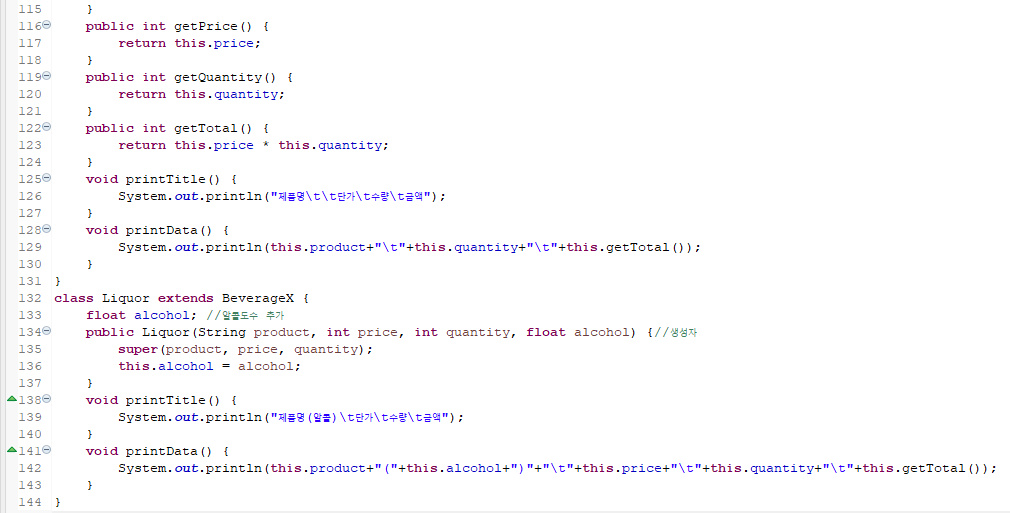 115     }
116     public int getPrice() {
117         return this.price;
118     }
119     public int getQuantity() {
120         return this.quantity;
121     }
122     public int getTotal() {
123         return this.price * this.quantity;
124     }
125     void printTitle() {
126         System.out.println("제품명\t\t단가\t수량\t금액");
127     }
128     void printData() {
129         System.out.println(this.product+"\t"+this.quantity+"\t"+this.getTotal());
130     }
131 }
132 class Liquor extends BeverageX {
133     float alcohol; //알콜도수 추가
134     public Liquor(String product, int price, int quantity, float alcohol) {//생성자
135         super(product, price, quantity);
136         this.alcohol = alcohol;
137     }
138     void printTitle() {
139         System.out.println("제품명(알콜)\t단가\t수량\t금액");
140     }
141     void printData() {
142         System.out.println(this.product+"("+this.alcohol+")"+"\t"+this.price+"\t"+this.quantity+"\t"+this.getTotal());
143     }
144 }